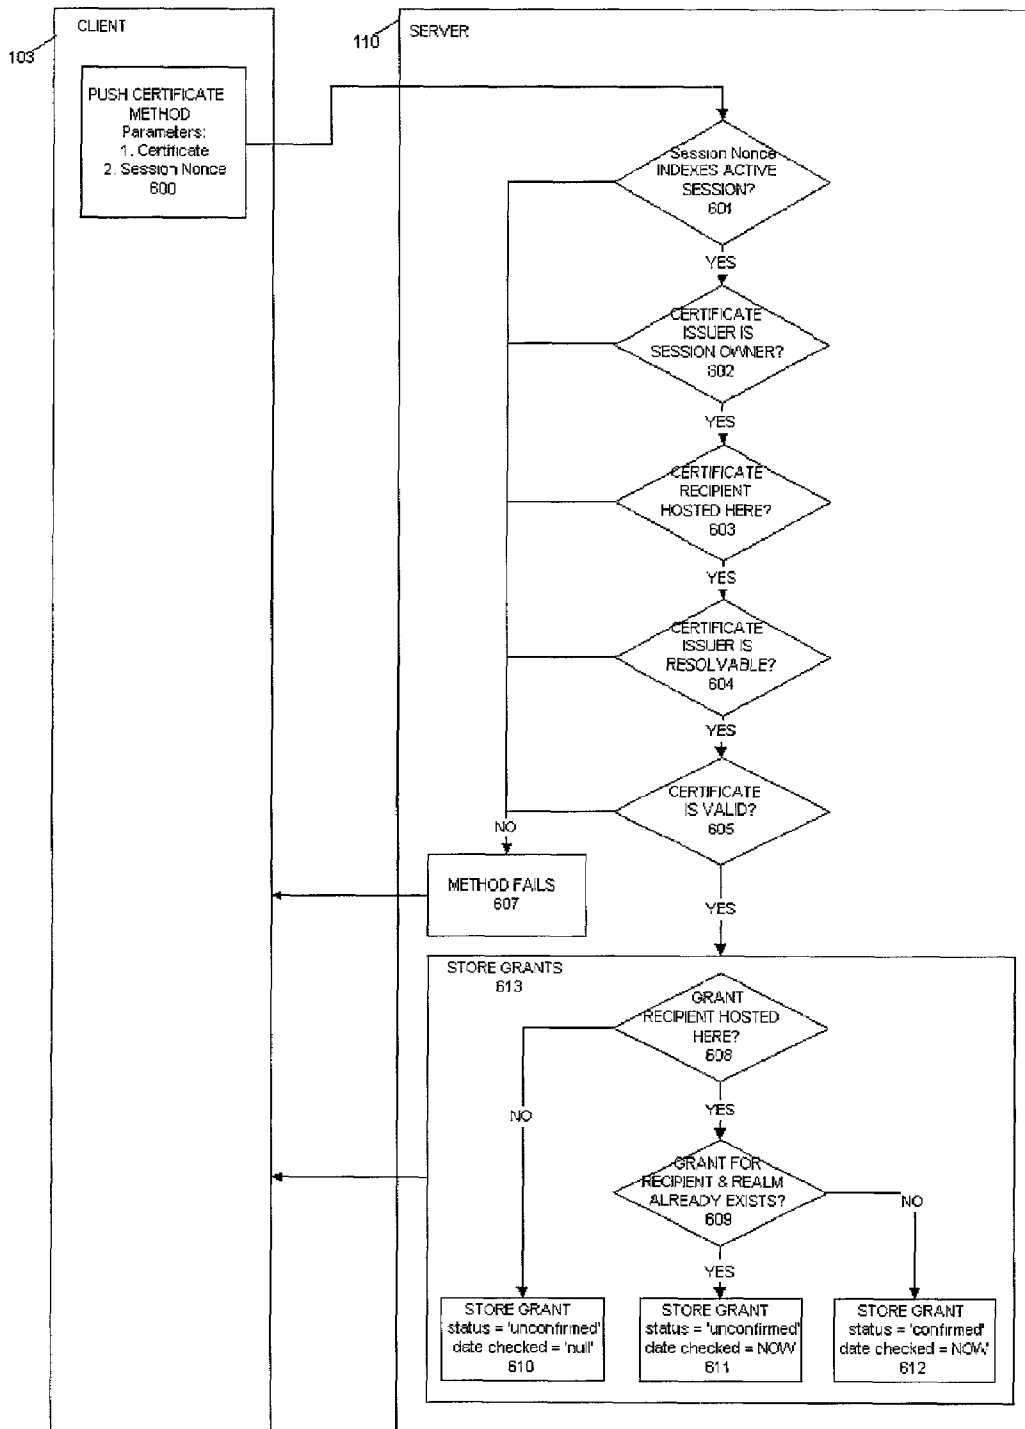 CLIENT
103
PUSH CERTIFICATE
METHOD
Parameters:
1. Certificate
2. Session Nonce
600
110
SERVER
Session Nonce
INDEXES ACTIVE
SESSION?
601
YES
CERTIFICATE
ISSUER IS
SESSION OWNER?
602
YES
CERTIFICATE
RECIPIENT
HOSTED HERE?
603
YES
CERTIFICATE
ISSUER IS
RESOLVABLE?
604
YES
CERTIFICATE
IS VALID?
605
NO
METHOD FAILS
607
YES
STORE GRANTS
613
GRANT
RECIPIENT HOSTED
HERE?
608
NO
YES
GRANT FOR
RECIPIENT & REALM
ALREADY EXISTS?
609
NO
YES
STORE GRANT
status = 'unconfirmed'
date checked = 'null'
610
STORE GRANT
status = 'unconfirmed'
date checked = NOW
611
STORE GRANT
status = 'confirmed'
date checked = NOW'
612